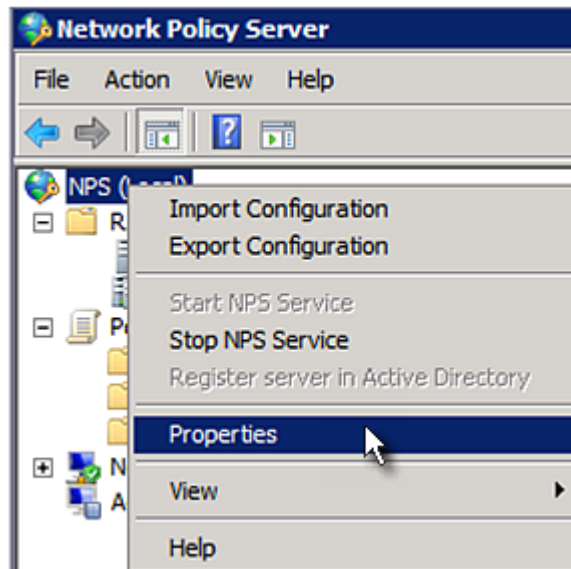 Network Policy Server
File Action View Help
NPS (Local)
Import Configuration
R
Export Configuration
Start NPS Service
P
Stop NPS Service
Register server in Active Directory
Properties
N
View
A
Help